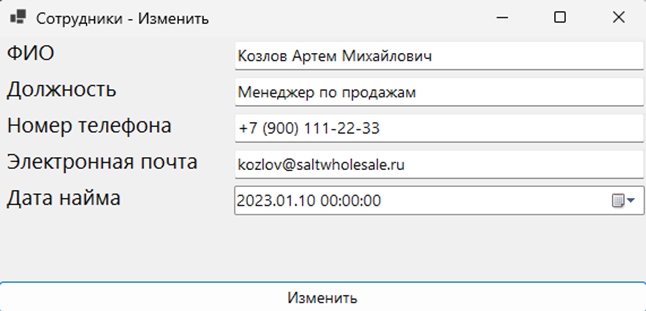 Сотрудники - Изменить
ФИО Козлов Артем Михайлович
Должность Менеджер по продажам
Номер телефона +7 (900) 111-22-33
Электронная почта kozlov@saltwholesale.ru
Дата найма 2023.01.10 00:00:00
Изменить